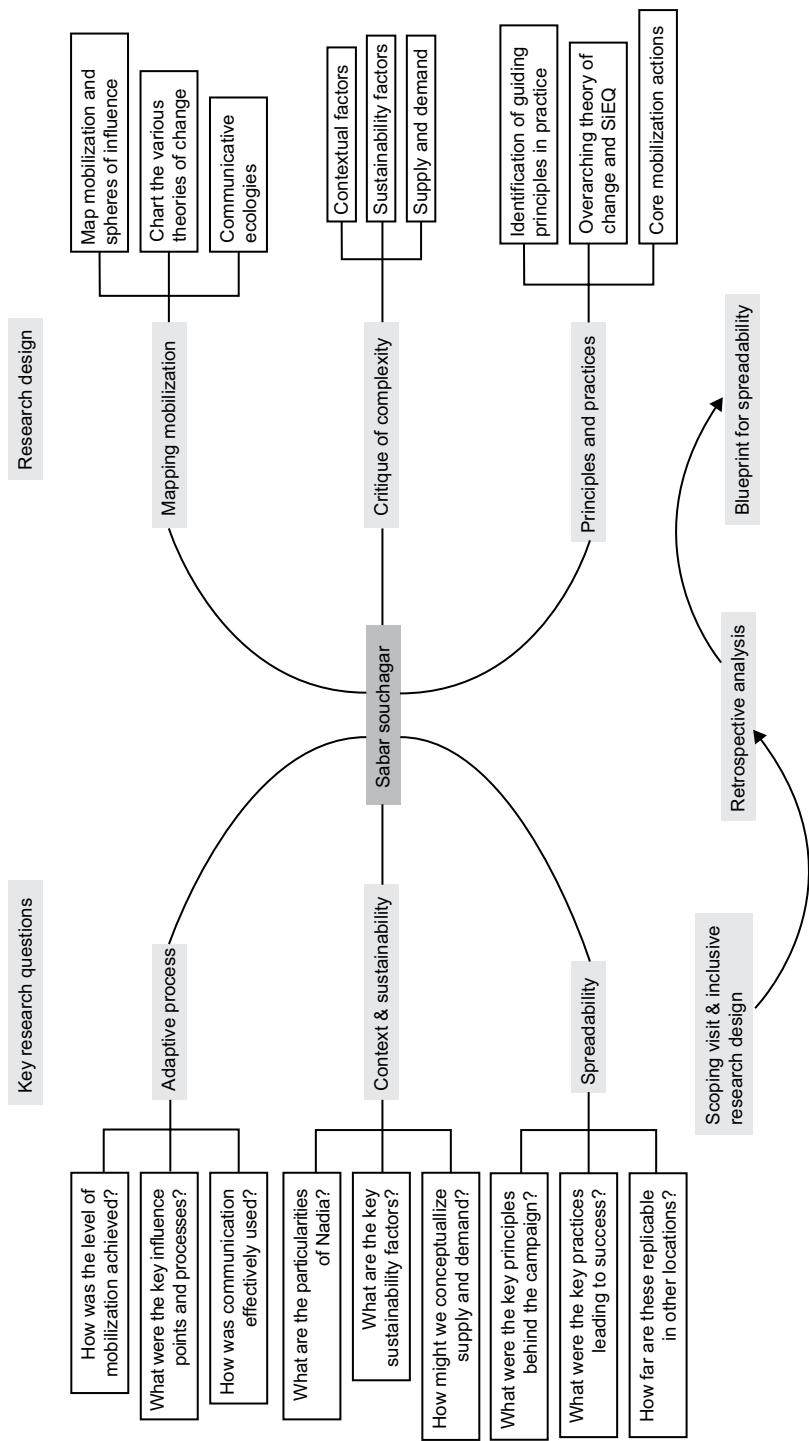 Key research questions
Research design
How was the level of
mobilization achieved?
What were the key influence
points and processes?
How was communication
effectively used?
Adaptive process
What are the particularities
of Nadia?
What are the key
sustainability factors?
How might we conceptuallize
supply and demand?
Context & sustainability
What were the key principles
behind the campaign?
What were the key practices
leading to success?
How far are these replicable
in other locations?
Spreadability
Sabar souchagar
Mapping mobilization
Map mobilization and
spheres of influence
Chart the various
theories of change
Communicative
ecologies
Critique of complexity
Contextual factors
Sustainability factors
Supply and demand
Principles and practices
Identification of guiding
principles in practice
Overarching theory of
change and SiEQ
Core mobilization actions
Scoping visit & inclusive
research design
Retrospective analysis
Blueprint for spreadability